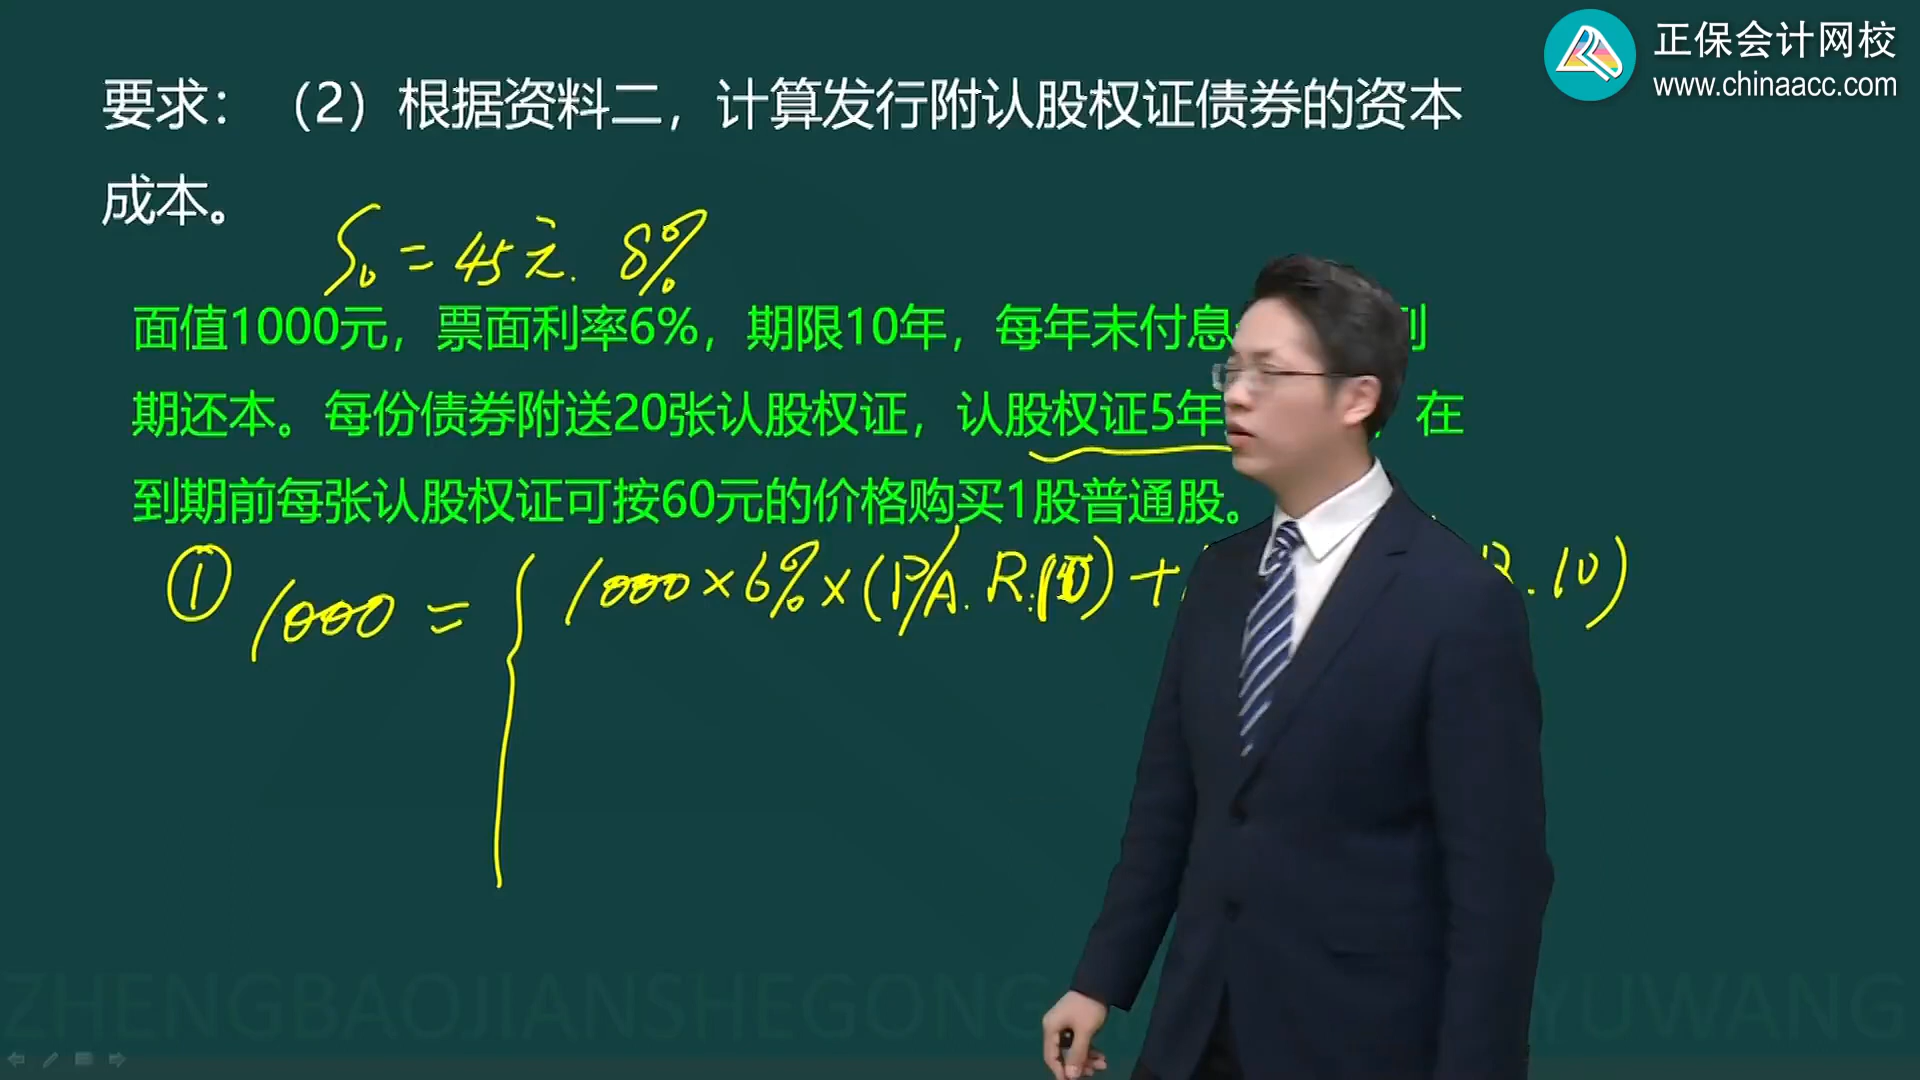 正保会计网校
www.chinaacc.com
要求：（2）根据资料二，计算发行附认股权证债券的资本
成本。
S₀ = 45元. 8%
面值1000元，票面利率6%，期限10年，每年末付息
期还本。每份债券附送20张认股权证，认股权证5年 ，在
到期前每张认股权证可按60元的价格购买1股普通股。
① 1000 = { 1000×6%×(P/A.R.10)+ .10)
ZHENGBAOJIANSHEGONG YUWANG